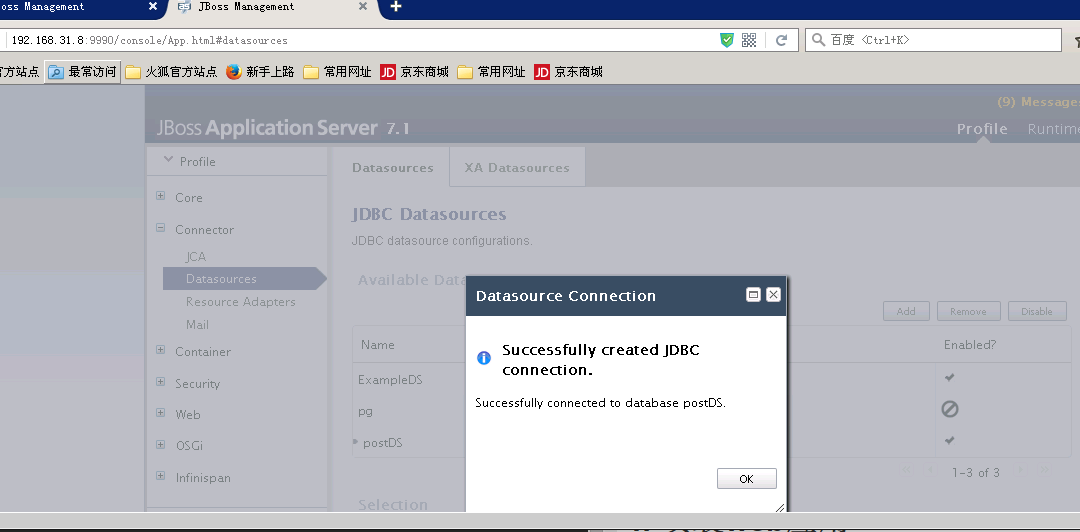 oss Management
JBoss Management
192.168.31.8:9990/console/App.html#datasources
百度 <Ctrl+K>
官方站点 最常访问 火狐官方站点 新手上路 常用网址 JD 京东商城 常用网址 JD 京东商城
(9) Messages
JBoss Application Server 7.1
Profile Runtime
Profile
Core
Connector
JCA
Datasources
Resource Adapters
Mail
Container
Security
Web
OSGi
Infinispan
Datasources XA Datasources
JDBC Datasources
JDBC datasource configurations.
Available Data
Add Remove Disable
Name Enabled?
ExampleDS
pg
postDS
1-3 of 3
Selection
Datasource Connection
Successfully created JDBC
connection.
Successfully connected to database postDS.
OK